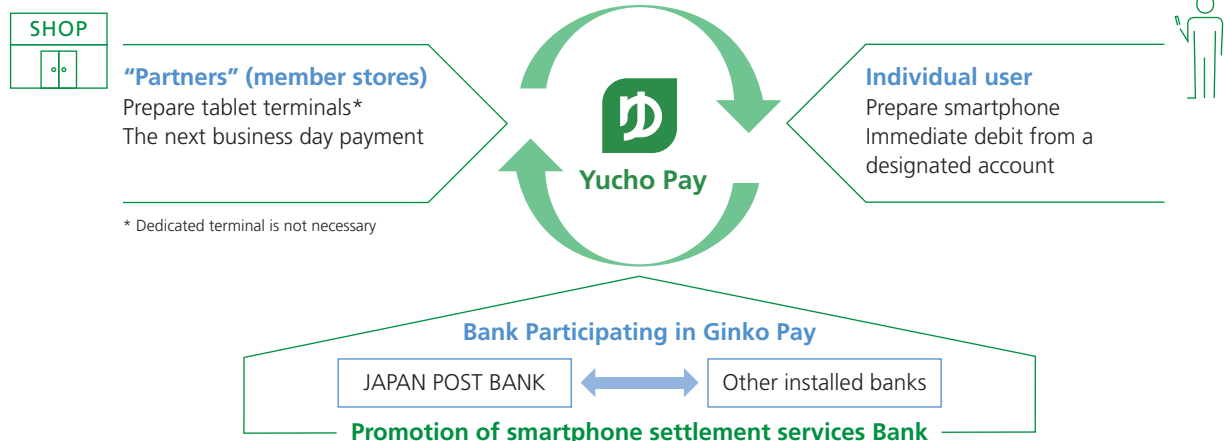 SHOP
“Partners” (member stores)
Prepare tablet terminals*
The next business day payment
* Dedicated terminal is not necessary
Yucho Pay
Individual user
Prepare smartphone
Immediate debit from a
designated account
Bank Participating in Ginko Pay
JAPAN POST BANK
Other installed banks
Promotion of smartphone settlement services Bank